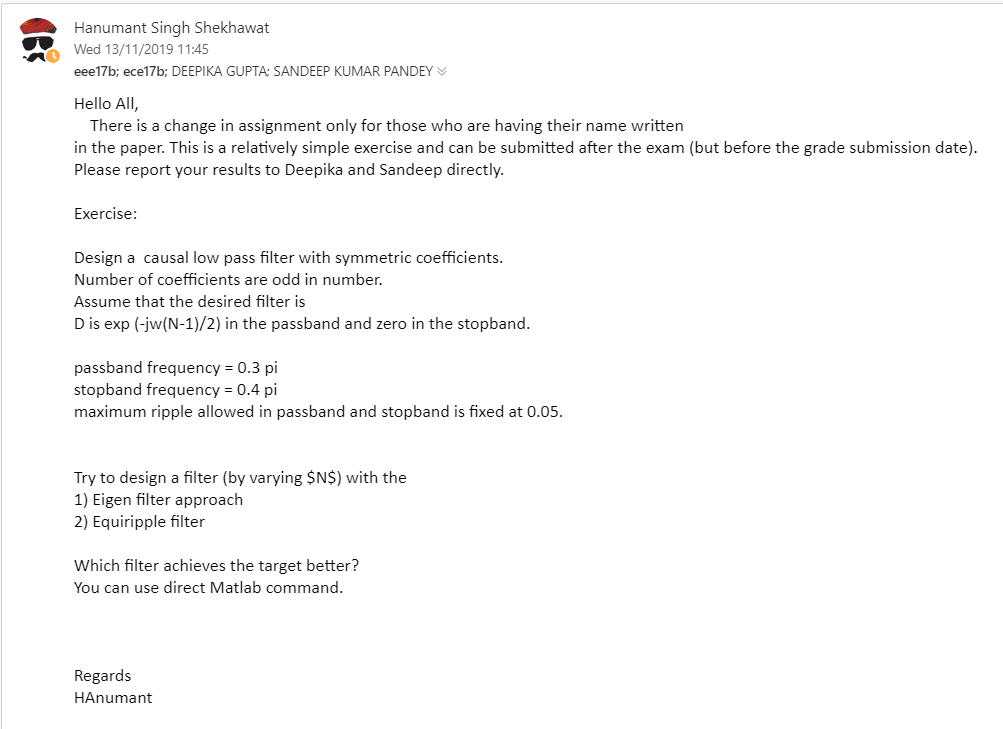 Hanumant Singh Shekhawat
Wed 13/11/2019 11:45
eee17b; ece17b; DEEPIKA GUPTA; SANDEEP KUMAR PANDEY
Hello All,
There is a change in assignment only for those who are having their name written
in the paper. This is a relatively simple exercise and can be submitted after the exam (but before the grade submission date).
Please report your results to Deepika and Sandeep directly.
Exercise:
Design a  causal low pass filter with symmetric coefficients.
Number of coefficients are odd in number.
Assume that the desired filter is
D is exp (-jw(N-1)/2) in the passband and zero in the stopband.
passband frequency = 0.3 pi
stopband frequency = 0.4 pi
maximum ripple allowed in passband and stopband is fixed at 0.05.
Try to design a filter (by varying $N$) with the
1) Eigen filter approach
2) Equiripple filter
Which filter achieves the target better?
You can use direct Matlab command.
Regards
HAnumant